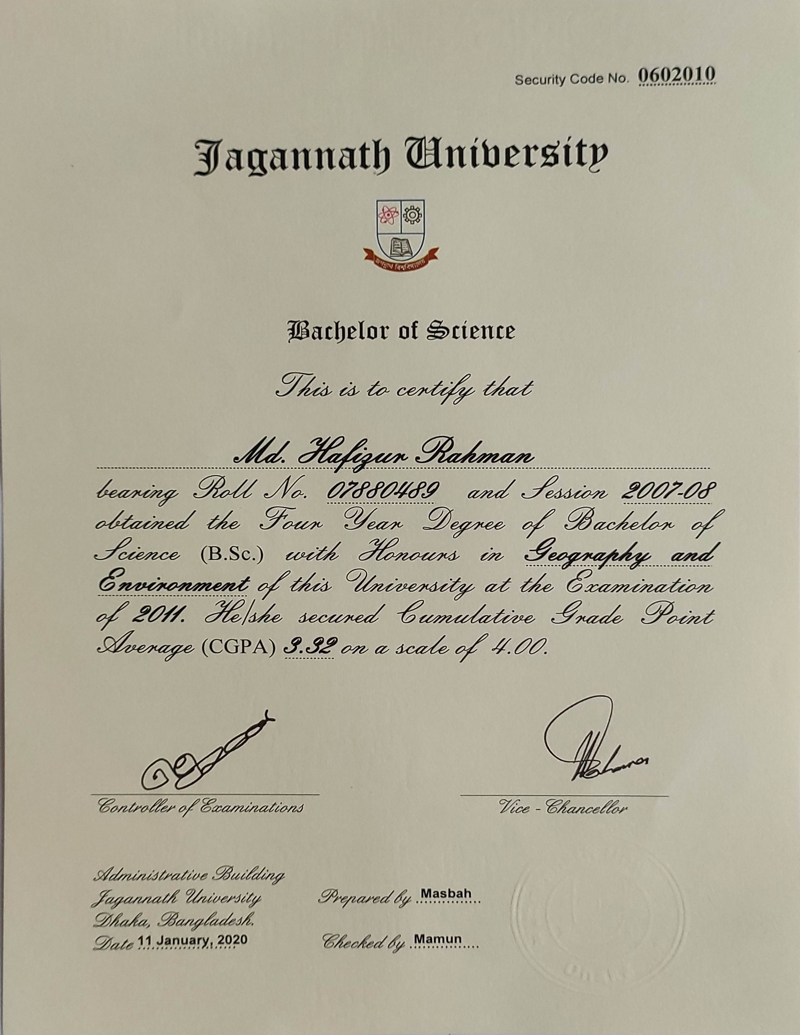 Security Code No. 0602010
Jagannath University
জগন্নাথ বিশ্ববিদ্যালয়
Bachelor of Science
This is to certify that
Md. Hafizur Rahman
bearing Roll No. 07880489 and Session 2007-08
obtained the Four Year Degree of Bachelor of
Science (B.Sc.) with Honours in Geography and
Environment of this University at the Examination
of 2011. He/she secured Cumulative Grade Point
Average (CGPA) 3.32 on a scale of 4.00.
Controller of Examinations
Vice - Chancellor
Administrative Building
Jagannath University
Dhaka, Bangladesh.
Date 11 January, 2020
Prepared by Masbah
Checked by Mamun